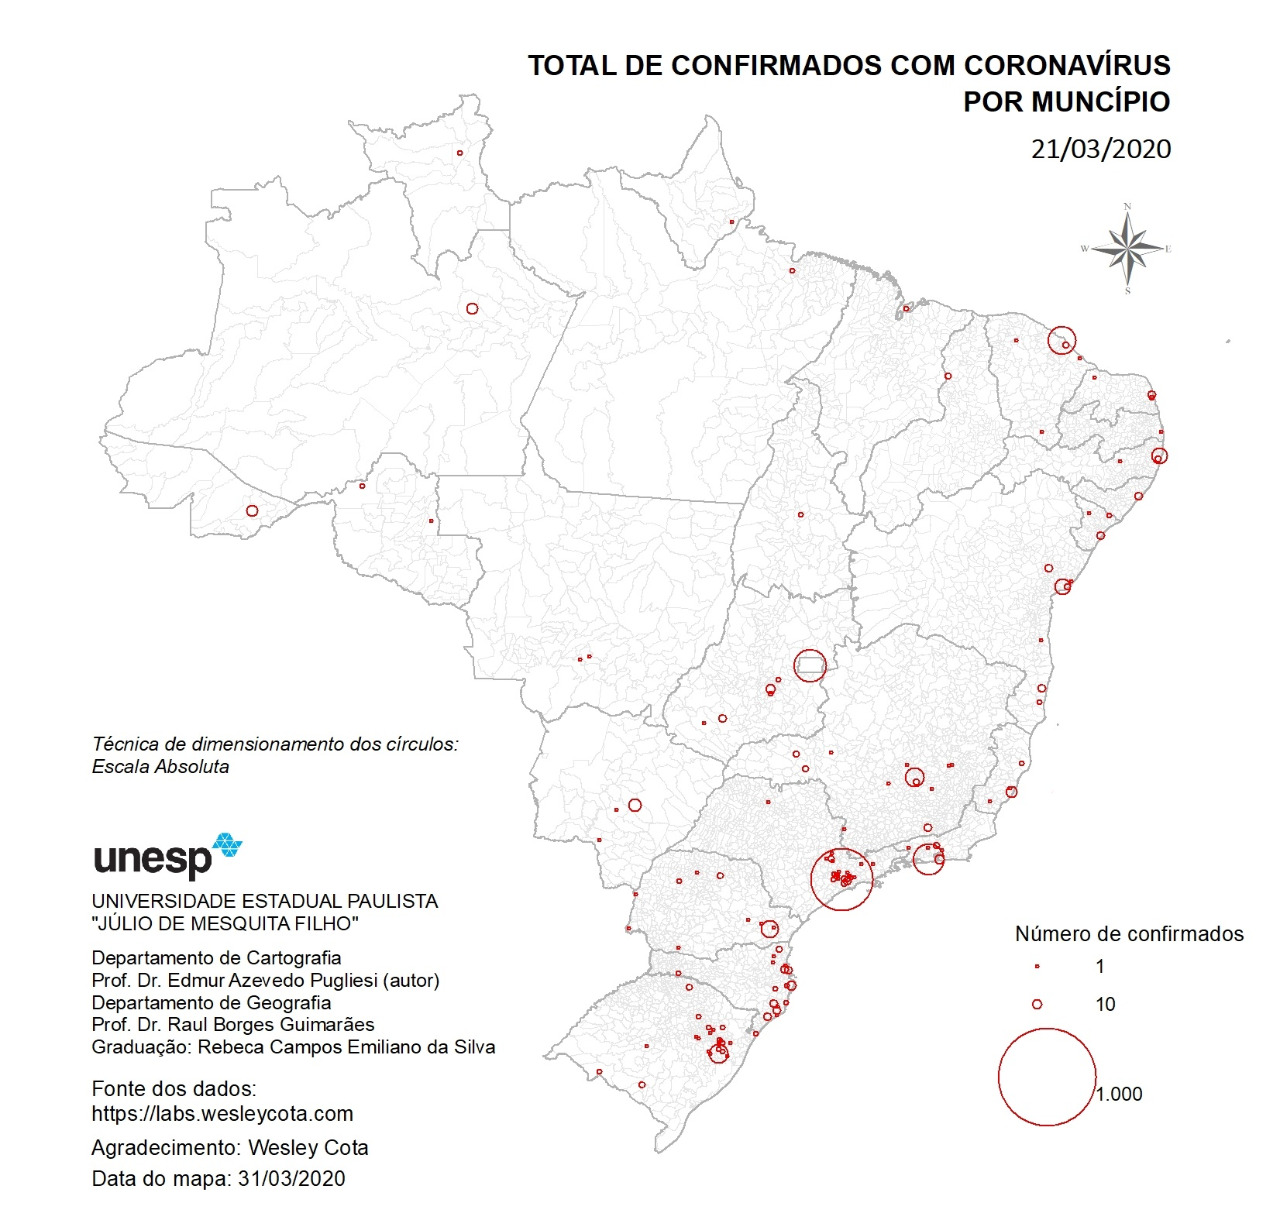 TOTAL DE CONFIRMADOS COM CORONAVÍRUS
POR MUNCÍPIO
21/03/2020
N
W
E
S
Técnica de dimensionamento dos círculos:
Escala Absoluta
unesp
UNIVERSIDADE ESTADUAL PAULISTA
"JÚLIO DE MESQUITA FILHO"
Departamento de Cartografia
Prof. Dr. Edmur Azevedo Pugliesi (autor)
Departamento de Geografia
Prof. Dr. Raul Borges Guimarães
Graduação: Rebeca Campos Emiliano da Silva
Fonte dos dados:
https://labs.wesleycota.com
Agradecimento: Wesley Cota
Data do mapa: 31/03/2020
Número de confirmados
1
10
1.000